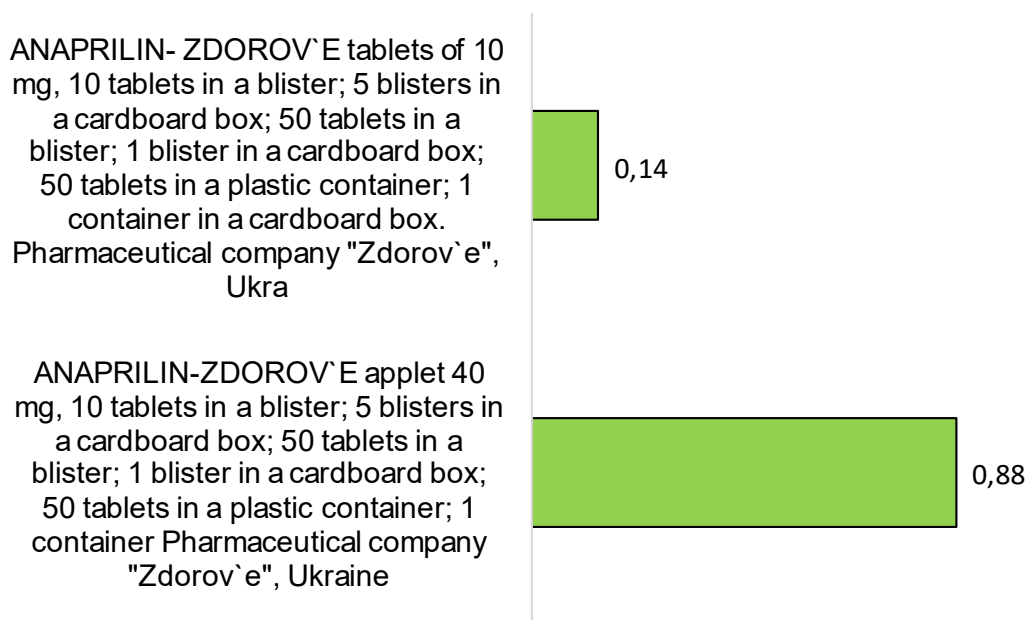 ANAPRILIN- ZDOROV`E tablets of 10
mg, 10 tablets in a blister; 5 blisters in
a cardboard box; 50 tablets in a
blister; 1 blister in a cardboard box;
50 tablets in a plastic container; 1
container in a cardboard box.
Pharmaceutical company "Zdorov`e",
Ukra
0,14
ANAPRILIN-ZDOROV`E applet 40
mg, 10 tablets in a blister; 5 blisters in
a cardboard box; 50 tablets in a
blister; 1 blister in a cardboard box;
50 tablets in a plastic container; 1
container Pharmaceutical company
"Zdorov`e", Ukraine
0,88